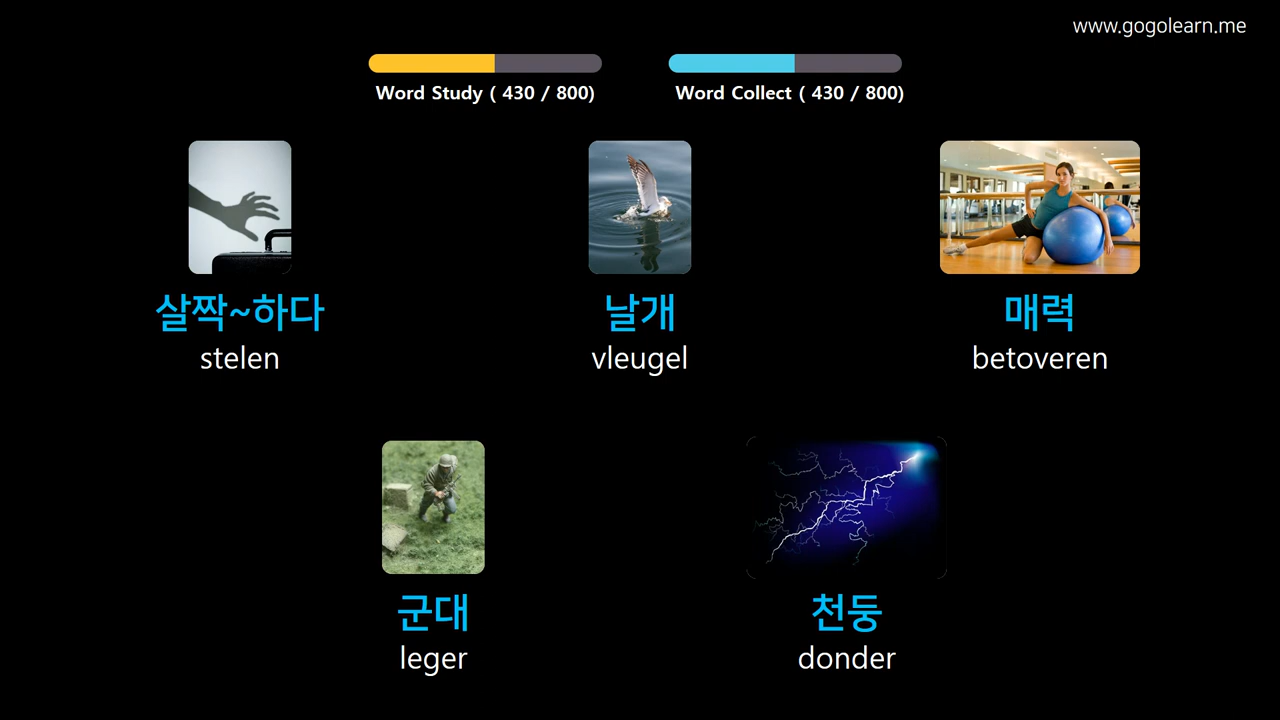 www.gogolearn.me
Word Study ( 430 / 800)
Word Collect ( 430 / 800)
살짝~하다
stelen
날개
vleugel
매력
betoveren
군대
leger
천둥
donder